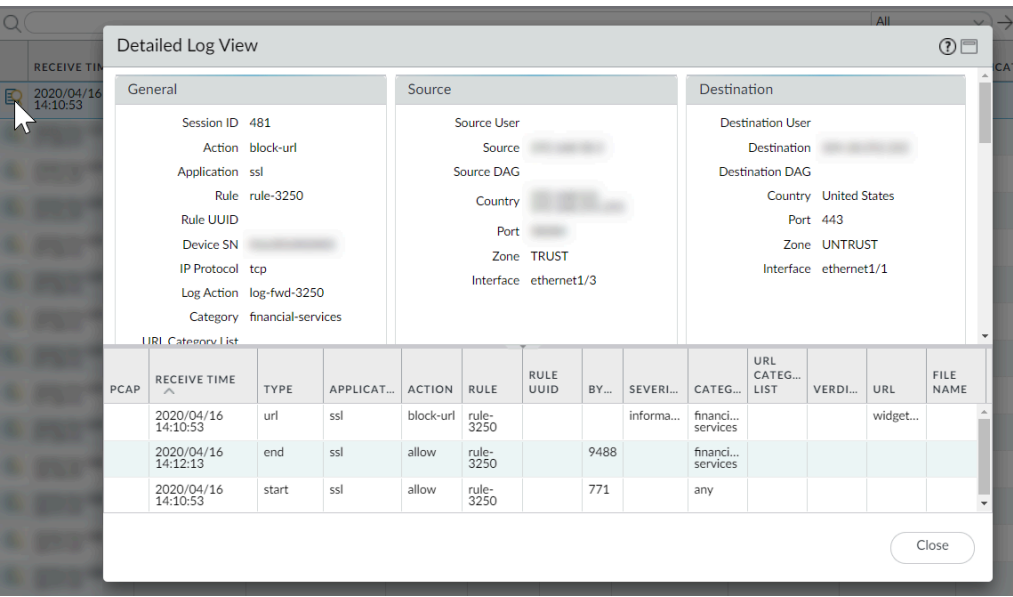 All
RECEIVE TIM
2020/04/16
14:10:53
Detailed Log View
General
Session ID 481
Action block-url
Application ssl
Rule rule-3250
Rule UUID
Device SN
IP Protocol tcp
Log Action log-fwd-3250
Category financial-services
URL Category List
Source
Source User
Source
Source DAG
Country
Port
Zone TRUST
Interface ethernet1/3
Destination
Destination User
Destination
Destination DAG
Country United States
Port 443
Zone UNTRUST
Interface ethernet1/1
PCAP RECEIVE TIME TYPE APPLICAT... ACTION RULE RULE UUID BY... SEVERI... CATEG... URL CATEG... LIST VERDI... URL FILE NAME
2020/04/16 14:10:53 url ssl block-url rule-3250 informa... financi... services widget...
2020/04/16 14:12:13 end ssl allow rule-3250 9488 financi... services
2020/04/16 14:10:53 start ssl allow rule-3250 771 any
Close